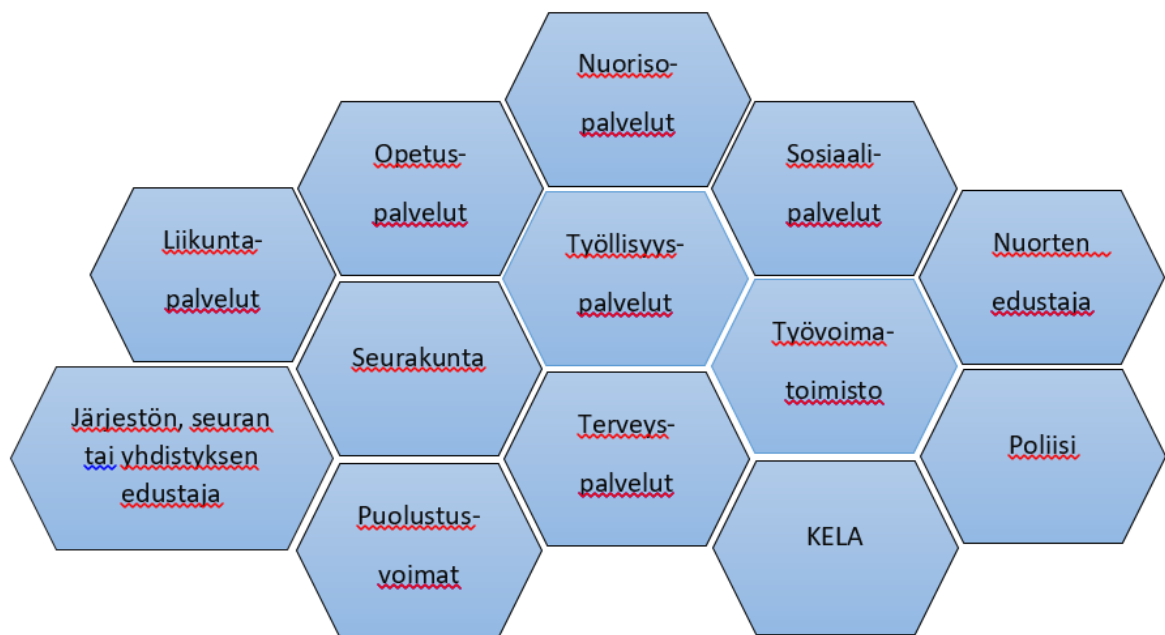 Nuoriso-
palvelut
Opetus-
palvelut
Sosiaali-
palvelut
Liikunta-
palvelut
Työllisyys-
palvelut
Nuorten
edustaja
Seurakunta
Työvoima-
toimisto
Järjestön, seuran
tai yhdistyksen
edustaja
Terveys-
palvelut
Poliisi
Puolustus-
voimat
KELA